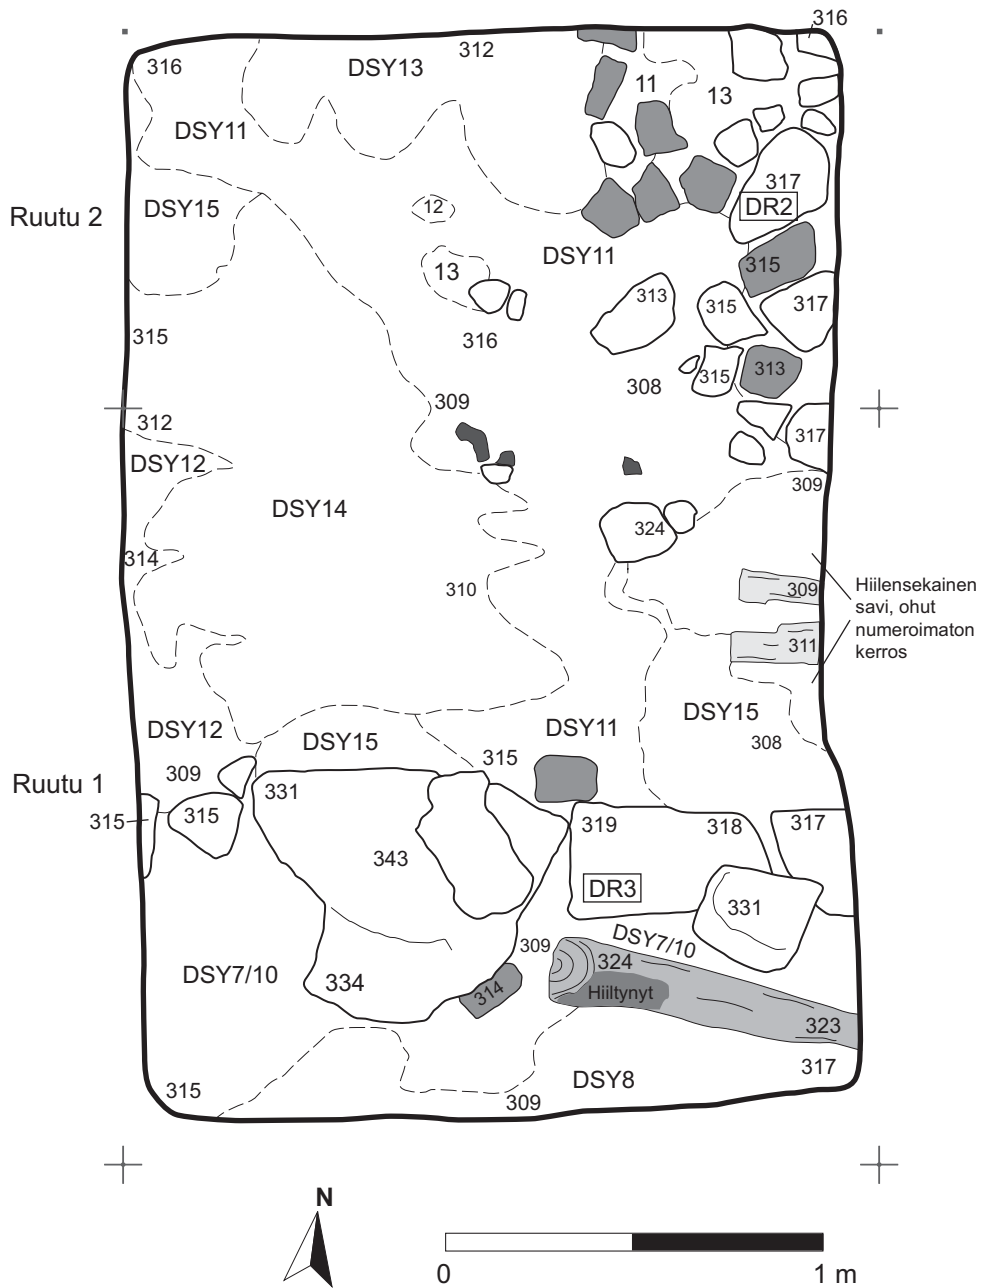 316
316
312
DSY13
11
13
DSY11
317
DR2
DSY15
Ruutu 2
12
DSY11
13
315
313
315
317
315
316
308
315
313
309
312
317
DSY12
309
DSY14
324
314
310
309
Hiilensekainen
savi, ohut
numeroimaton
kerros
311
DSY12
DSY15
DSY11
DSY15
308
315
309
Ruutu 1
331
315
315
319
318
317
343
DR3
331
309
DSY7/10
DSY7/10
334
314
324
Hiiltynyt
323
317
315
DSY8
309
N
0
1 m